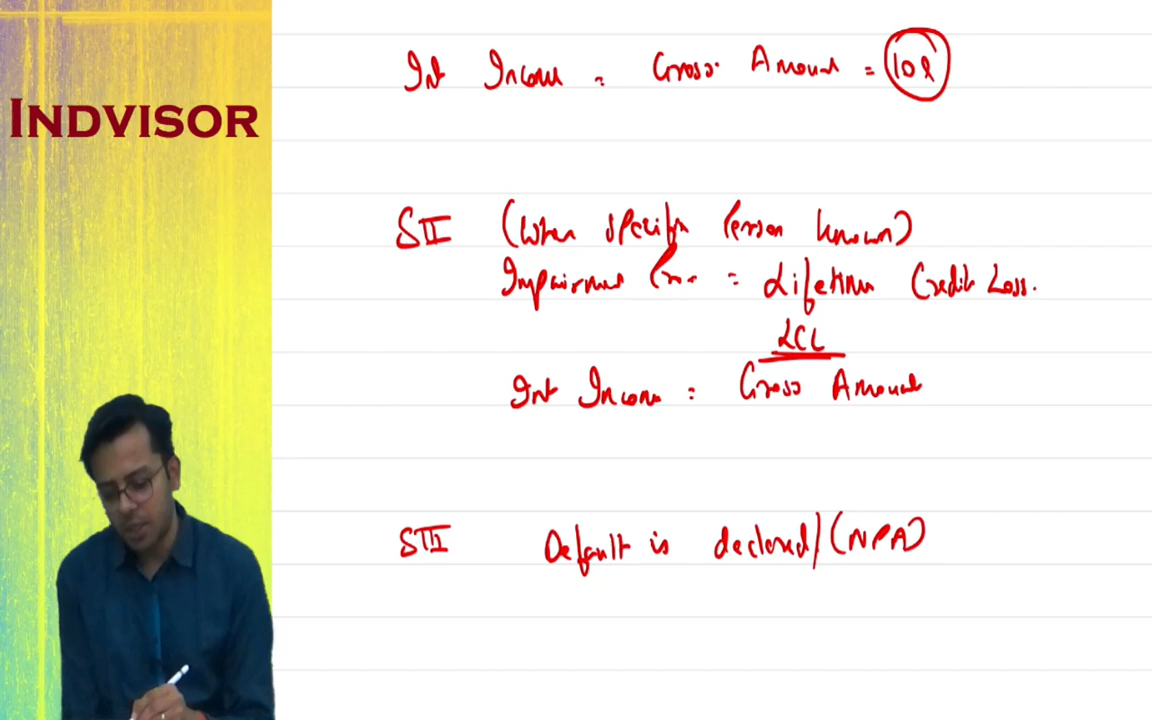 INDVISOR
Int Income = Gross Amount = 10l
SII (When specific Person known)
Impairment = Lifetime Credit Loss.
LCL
Int Income = Gross Amount
SIII Default is declared/(NPA)